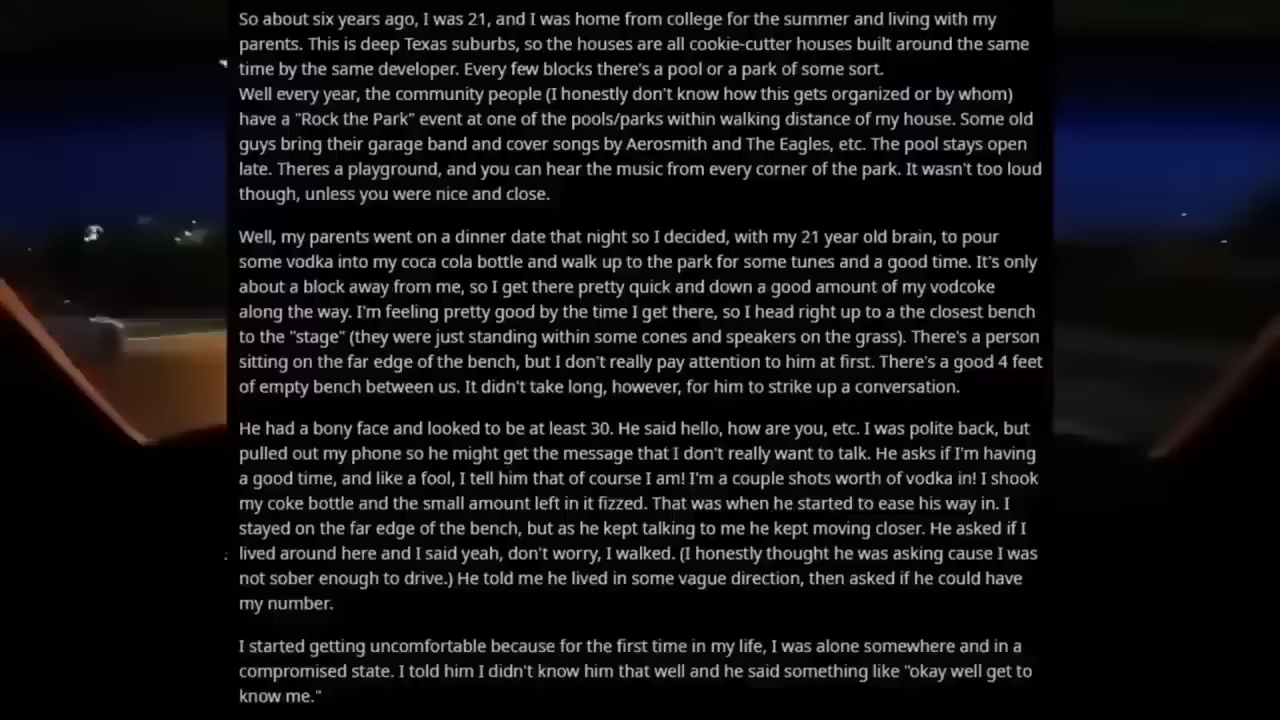 So about six years ago, I was 21, and I was home from college for the summer and living with my
parents. This is deep Texas suburbs, so the houses are all cookie-cutter houses built around the same
time by the same developer. Every few blocks there's a pool or a park of some sort.
Well every year, the community people (I honestly don't know how this gets organized or by whom)
have a "Rock the Park" event at one of the pools/parks within walking distance of my house. Some old
guys bring their garage band and cover songs by Aerosmith and The Eagles, etc. The pool stays open
late. Theres a playground, and you can hear the music from every corner of the park. It wasn't too loud
though, unless you were nice and close.
Well, my parents went on a dinner date that night so I decided, with my 21 year old brain, to pour
some vodka into my coca cola bottle and walk up to the park for some tunes and a good time. It's only
about a block away from me, so I get there pretty quick and down a good amount of my vodcoke
along the way. I'm feeling pretty good by the time I get there, so I head right up to a the closest bench
to the "stage" (they were just standing within some cones and speakers on the grass). There's a person
sitting on the far edge of the bench, but I don't really pay attention to him at first. There's a good 4 feet
of empty bench between us. It didn't take long, however, for him to strike up a conversation.
He had a bony face and looked to be at least 30. He said hello, how are you, etc. I was polite back, but
pulled out my phone so he might get the message that I don't really want to talk. He asks if I'm having
a good time, and like a fool, I tell him that of course I am! I'm a couple shots worth of vodka in! I shook
my coke bottle and the small amount left in it fizzed. That was when he started to ease his way in. I
stayed on the far edge of the bench, but as he kept talking to me he kept moving closer. He asked if I
lived around here and I said yeah, don't worry, I walked. (I honestly thought he was asking cause I was
not sober enough to drive.) He told me he lived in some vague direction, then asked if he could have
my number.
I started getting uncomfortable because for the first time in my life, I was alone somewhere and in a
compromised state. I told him I didn't know him that well and he said something like "okay well get to
know me."